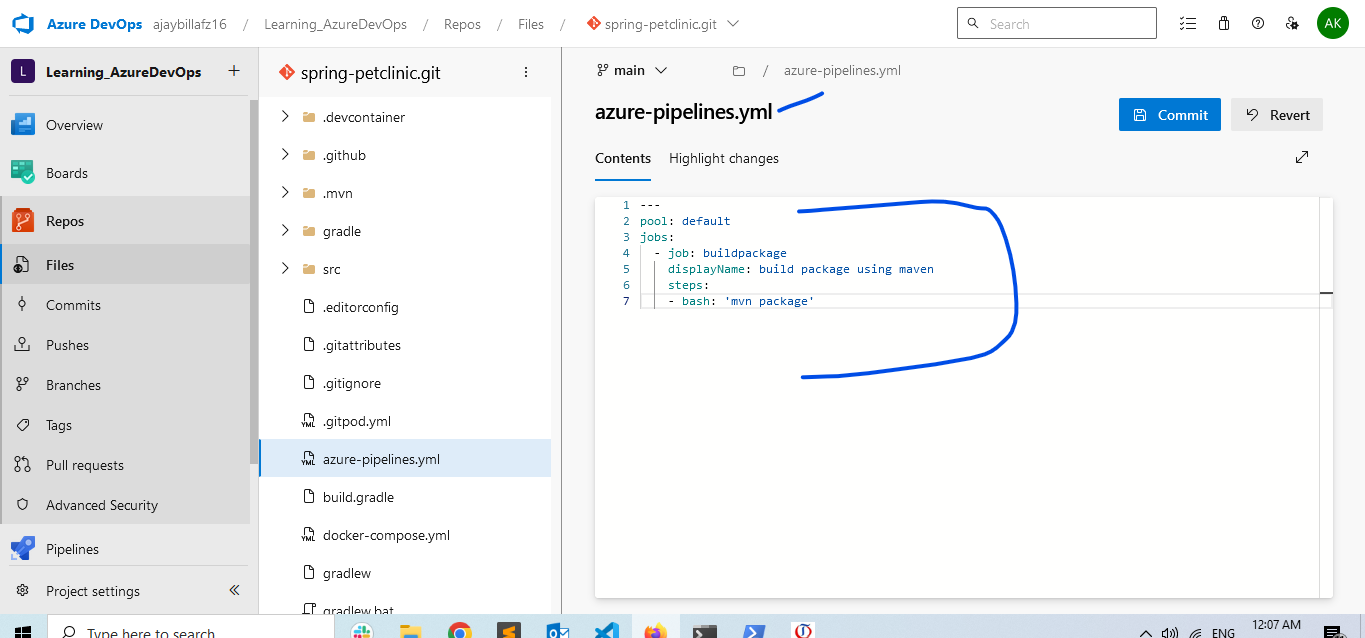 Azure DevOps ajaybillafz16 / Learning_AzureDevOps / Repos / Files / spring-petclinic.git
Search
AK
L Learning_AzureDevOps +
Overview
Boards
Repos
Files
Commits
Pushes
Branches
Tags
Pull requests
Advanced Security
Pipelines
Project settings
spring-petclinic.git
.devcontainer
.github
.mvn
gradle
src
.editorconfig
.gitattributes
.gitignore
YML .gitpod.yml
YML azure-pipelines.yml
build.gradle
YML docker-compose.yml
gradlew
gradlew.bat
main / azure-pipelines.yml
azure-pipelines.yml
Commit Revert
Contents Highlight changes
1 ---
2 pool: default
3 jobs:
4 - job: buildpackage
5 displayName: build package using maven
6 steps:
7 - bash: 'mvn package'
Type here to search
ENG
12:07 AM